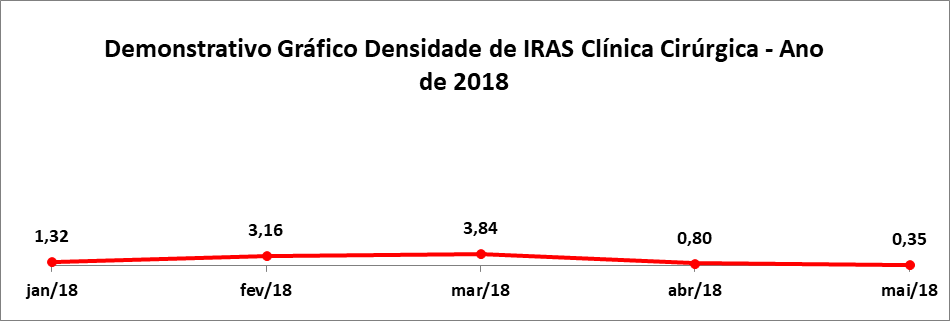 Demonstrativo Gráfico Densidade de IRAS Clínica Cirúrgica - Ano
de 2018
1,32
3,16
3,84
0,80
0,35
jan/18
fev/18
mar/18
abr/18
mai/18